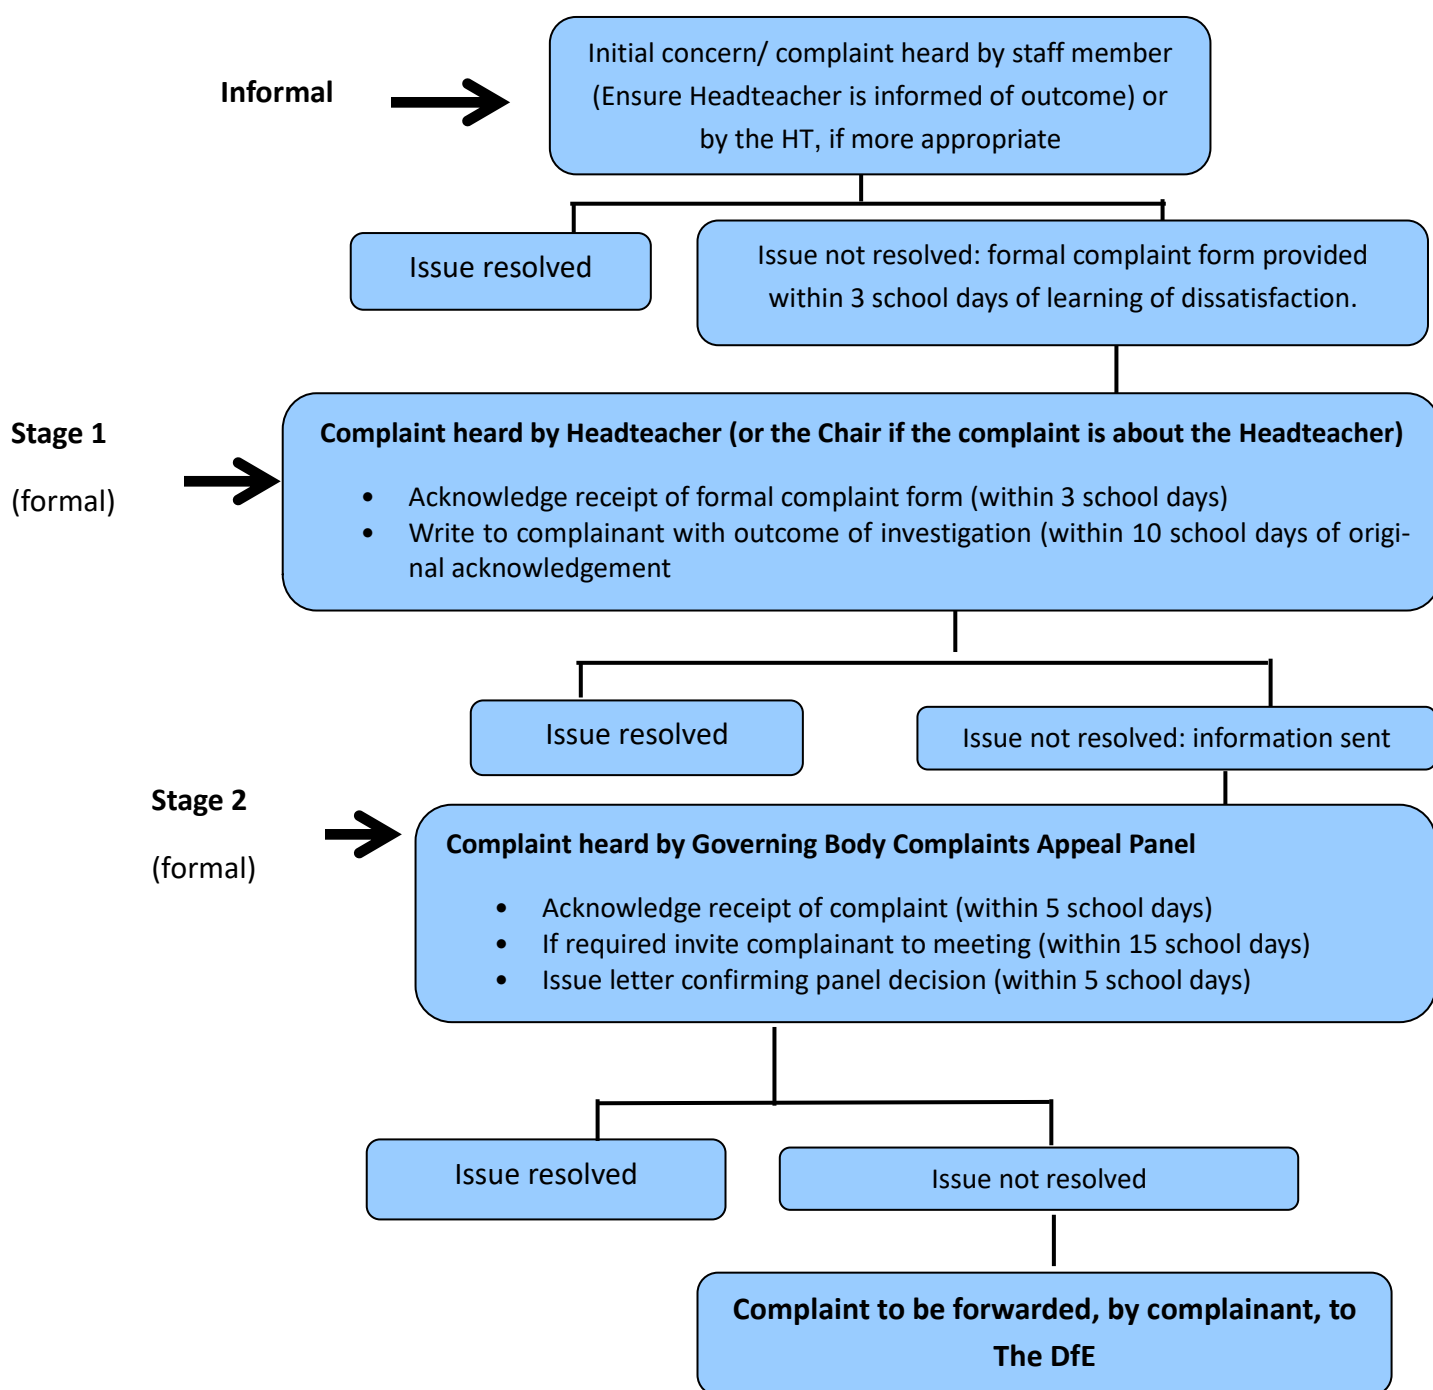 Informal
Initial concern/ complaint heard by staff member
(Ensure Headteacher is informed of outcome) or
by the HT, if more appropriate
Issue resolved
Issue not resolved: formal complaint form provided
within 3 school days of learning of dissatisfaction.
Stage 1
(formal)
Complaint heard by Headteacher (or the Chair if the complaint is about the Headteacher)
• Acknowledge receipt of formal complaint form (within 3 school days)
• Write to complainant with outcome of investigation (within 10 school days of origi-
nal acknowledgement
Issue resolved
Issue not resolved: information sent
Stage 2
(formal)
Complaint heard by Governing Body Complaints Appeal Panel
• Acknowledge receipt of complaint (within 5 school days)
• If required invite complainant to meeting (within 15 school days)
• Issue letter confirming panel decision (within 5 school days)
Issue resolved
Issue not resolved
Complaint to be forwarded, by complainant, to
The DfE